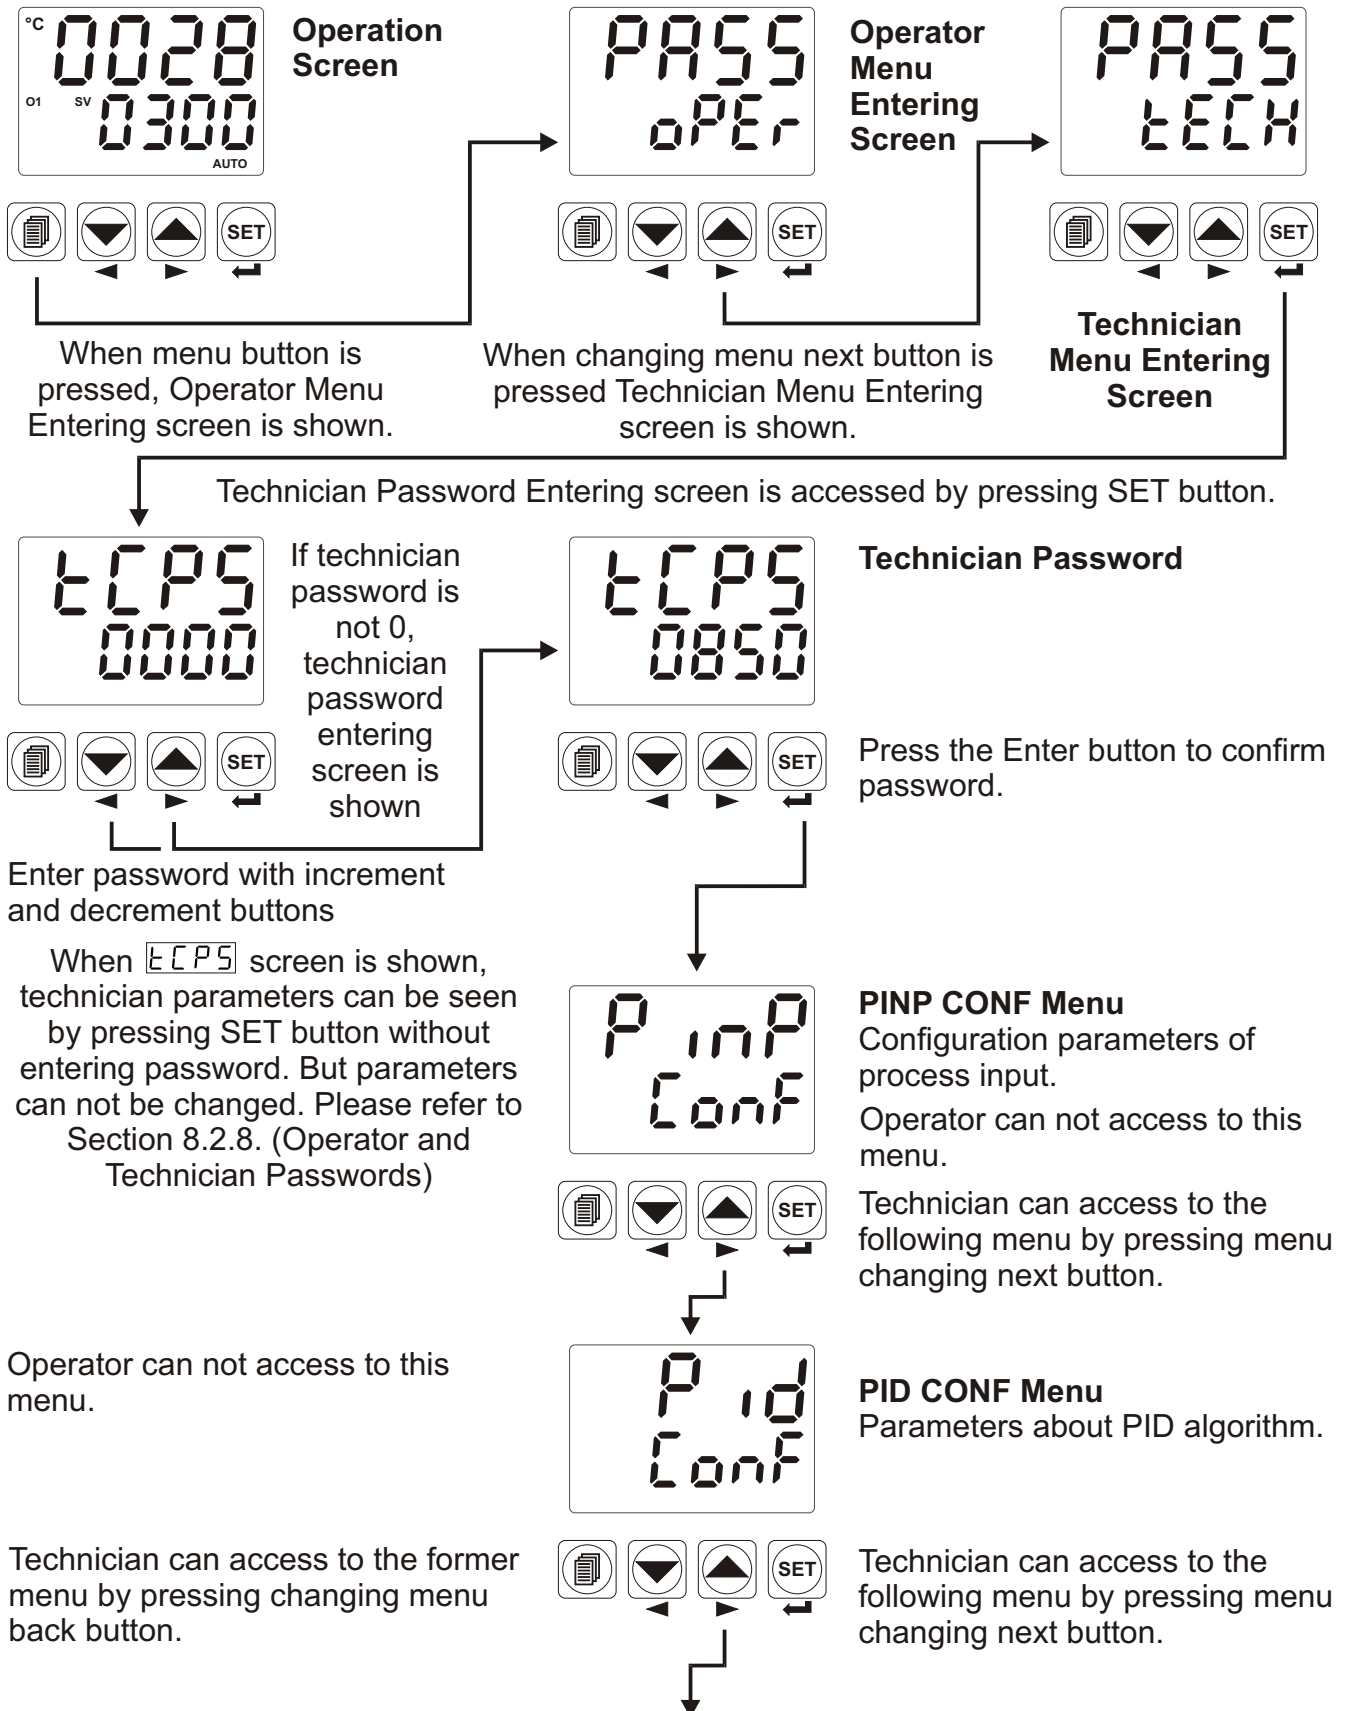 °C 0028
O1 SV 0300
AUTO
SET
Operation
Screen
PASS
oPEr
SET
Operator
Menu
Entering
Screen
PASS
tECH
SET
Technician
Menu Entering
Screen
When menu button is
pressed, Operator Menu
Entering screen is shown.
When changing menu next button is
pressed Technician Menu Entering
screen is shown.
Technician Password Entering screen is accessed by pressing SET button.
tCPS
0000
SET
If technician
password is
not 0,
technician
password
entering
screen is
shown
tCPS
0850
SET
Technician Password
Press the Enter button to confirm
password.
Enter password with increment
and decrement buttons
When tCPS screen is shown,
technician parameters can be seen
by pressing SET button without
entering password. But parameters
can not be changed. Please refer to
Section 8.2.8. (Operator and
Technician Passwords)
PinP
ConF
SET
PINP CONF Menu
Configuration parameters of
process input.
Operator can not access to this
menu.
Technician can access to the
following menu by pressing menu
changing next button.
Operator can not access to this
menu.
Pid
ConF
SET
PID CONF Menu
Parameters about PID algorithm.
Technician can access to the former
menu by pressing changing menu
back button.
Technician can access to the
following menu by pressing menu
changing next button.